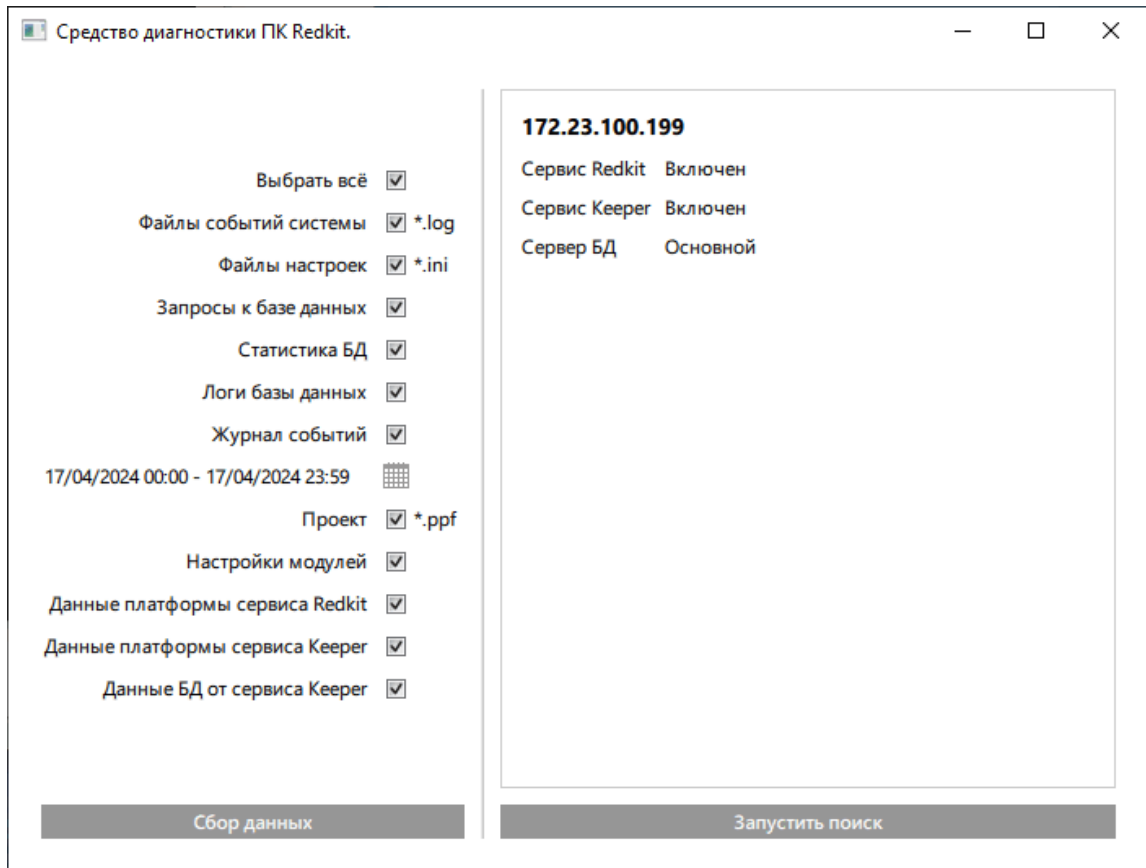 Средство диагностики ПК Redkit.
Выбрать всё
Файлы событий системы *.log
Файлы настроек *.ini
Запросы к базе данных
Статистика БД
Логи базы данных
Журнал событий
17/04/2024 00:00 - 17/04/2024 23:59
Проект *.ppf
Настройки модулей
Данные платформы сервиса Redkit
Данные платформы сервиса Keeper
Данные БД от сервиса Keeper
Сбор данных
172.23.100.199
Сервис Redkit Включен
Сервис Keeper Включен
Сервер БД Основной
Запустить поиск